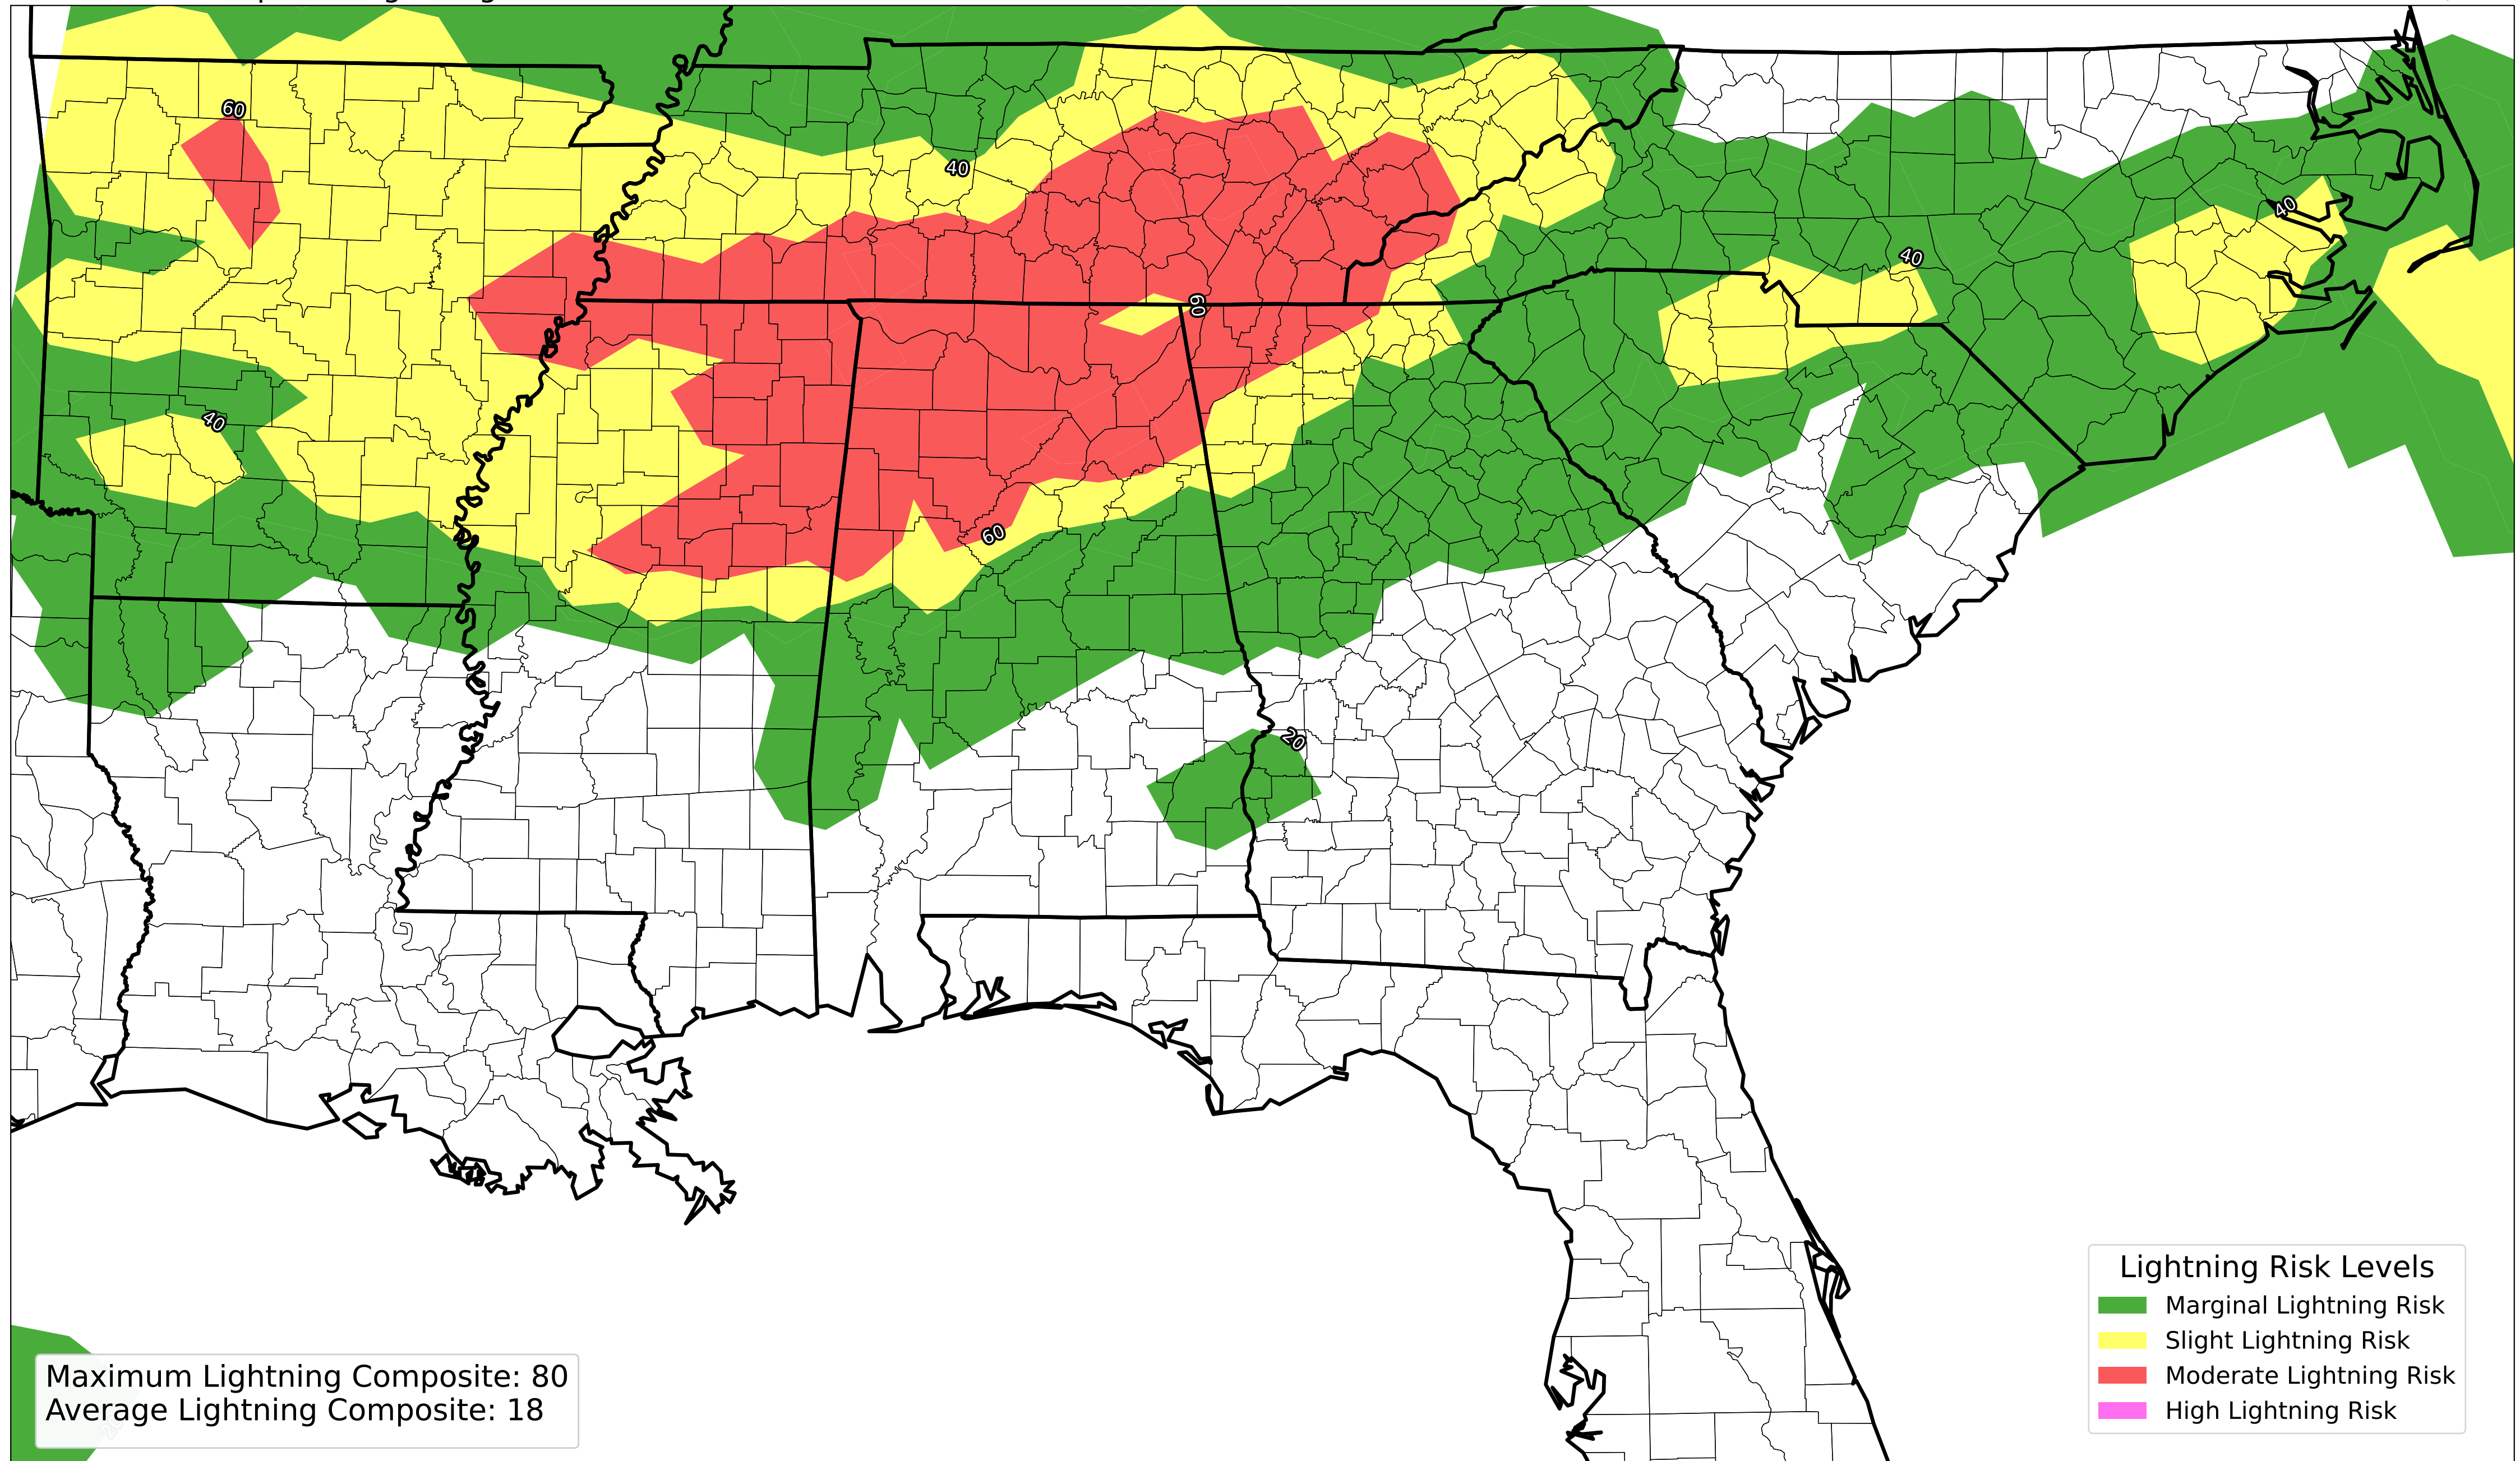 60
40
60
40
40
40
60
20
Lightning Risk Levels
Marginal Lightning Risk
Slight Lightning Risk
Moderate Lightning Risk
High Lightning Risk
Maximum Lightning Composite: 80
Average Lightning Composite: 18